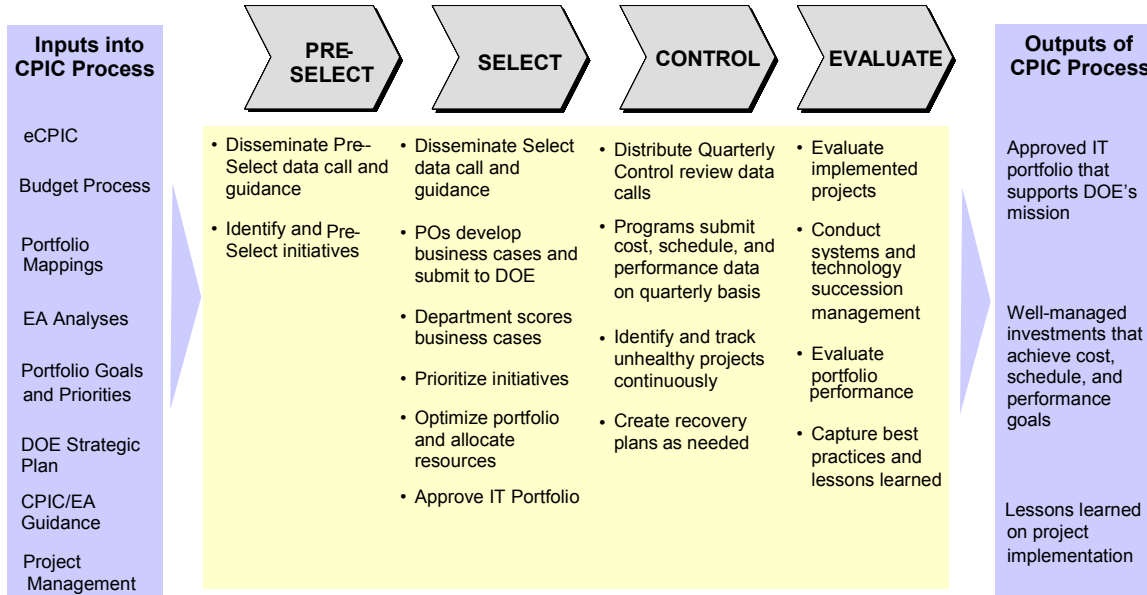 Inputs into
CPIC Process
eCPIC
Budget Process
Portfolio
Mappings
EA Analyses
Portfolio Goals
and Priorities
DOE Strategic
Plan
CPIC/EA
Guidance
Project
Management
PRE-
SELECT
• Disseminate Pre-
Select data call and
guidance
• Identify and Pre-
Select initiatives
SELECT
• Disseminate Select
data call and
guidance
• POs develop
business cases and
submit to DOE
• Department scores
business cases
• Prioritize initiatives
• Optimize portfolio
and allocate
resources
• Approve IT Portfolio
CONTROL
• Distribute Quarterly
Control review data
calls
• Programs submit
cost, schedule, and
performance data
on quarterly basis
• Identify and track
unhealthy projects
continuously
• Create recovery
plans as needed
EVALUATE
• Evaluate
implemented
projects
• Conduct
systems and
technology
succession
management
• Evaluate
portfolio
performance
• Capture best
practices and
lessons learned
Outputs of
CPIC Process
Approved IT
portfolio that
supports DOE's
mission
Well-managed
investments that
achieve cost,
schedule, and
performance
goals
Lessons learned
on project
implementation